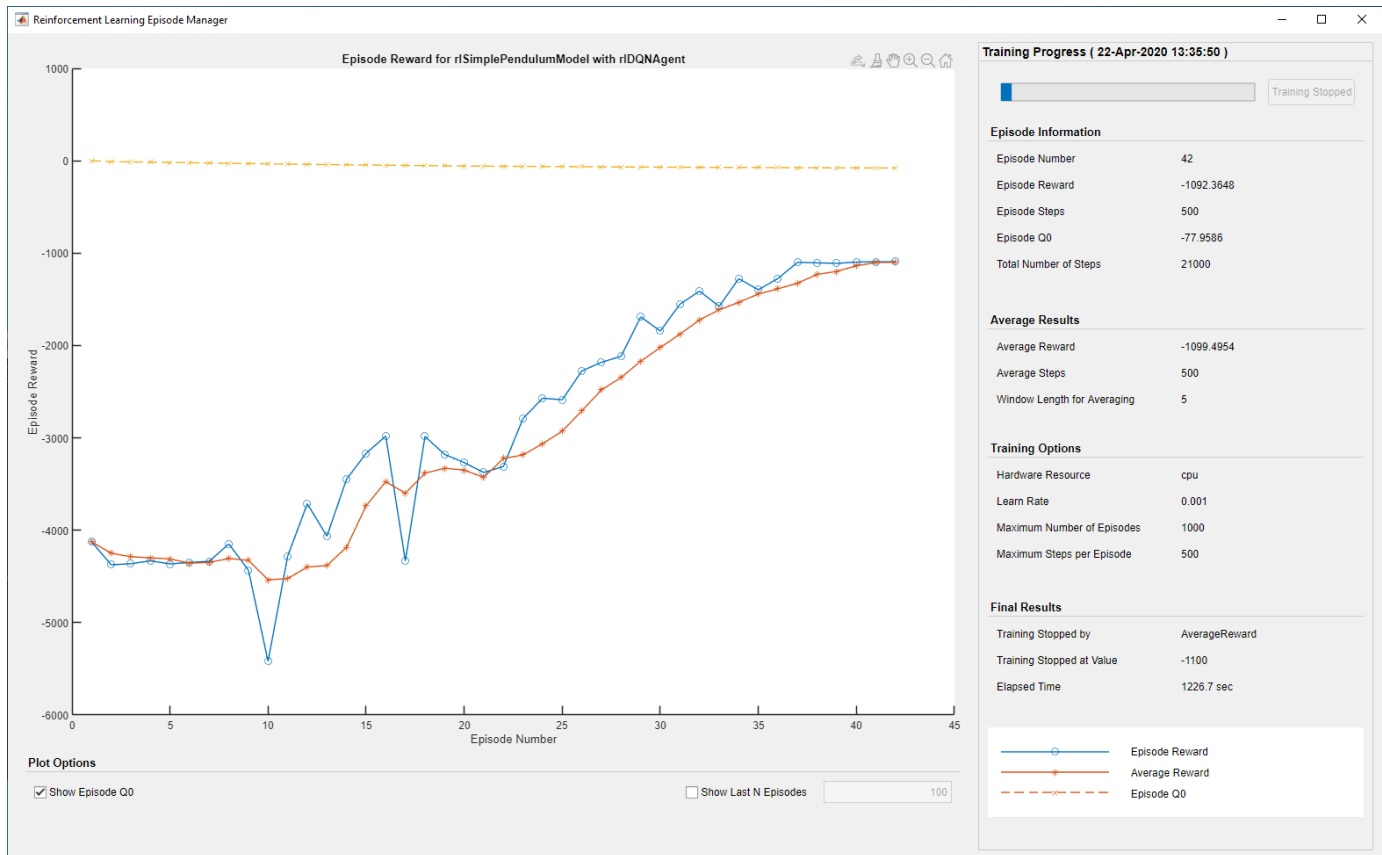 Reinforcement Learning Episode Manager
Episode Reward for rlSimplePendulumModel with rlDQNAgent
1000
0
-1000
-2000
-3000
-4000
-5000
-6000
Episode Reward
0 5 10 15 20 25 30 35 40 45
Episode Number
Plot Options
Show Episode Q0
Show Last N Episodes 100
Training Progress ( 22-Apr-2020 13:35:50 )
Training Stopped
Episode Information
Episode Number 42
Episode Reward -1092.3648
Episode Steps 500
Episode Q0 -77.9586
Total Number of Steps 21000
Average Results
Average Reward -1099.4954
Average Steps 500
Window Length for Averaging 5
Training Options
Hardware Resource cpu
Learn Rate 0.001
Maximum Number of Episodes 1000
Maximum Steps per Episode 500
Final Results
Training Stopped by AverageReward
Training Stopped at Value -1100
Elapsed Time 1226.7 sec
Episode Reward
Average Reward
Episode Q0